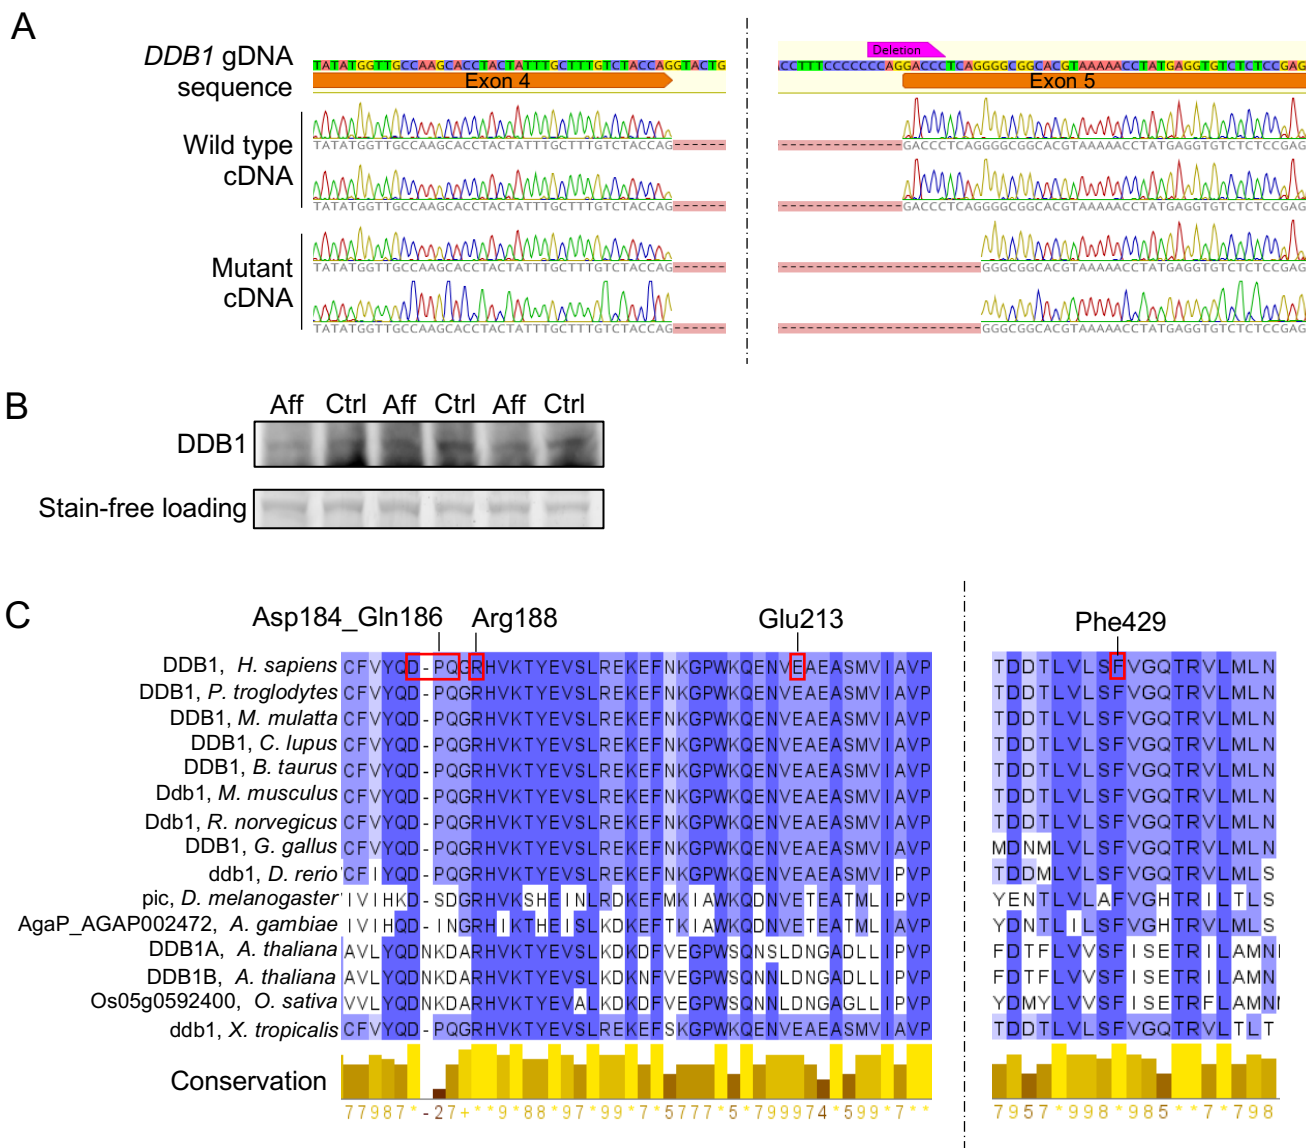 A
DDB1 gDNA sequence
Deletion
TATATGGTTGCCAAGCACCTACTATTTGCTTTGTCTACCAGGTACTG
ACCTTTCCCCCCCAGGACCCTCAGGGGCGGCACGTAAAAACCTATGAGGTGTCTCTCCGAG
Exon 4
Exon 5
Wild type cDNA
TATATGGTTGCCAAGCACCTACTATTTGCTTTGTCTACCAG
GACCCTCAGGGGCGGCACGTAAAAACCTATGAGGTGTCTCTCCGAG
TATATGGTTGCCAAGCACCTACTATTTGCTTTGTCTACCAG
GACCCTCAGGGGCGGCACGTAAAAACCTATGAGGTGTCTCTCCGAG
Mutant cDNA
TATATGGTTGCCAAGCACCTACTATTTGCTTTGTCTACCAG
GGGCGGCACGTAAAAACCTATGAGGTGTCTCTCCGAG
TATATGGTTGCCAAGCACCTACTATTTGCTTTGTCTACCAG
GGGCGGCACGTAAAAACCTATGAGGTGTCTCTCCGAG
B
Aff Ctrl Aff Ctrl Aff Ctrl
DDB1
Stain-free loading
C
Asp184_Gln186 Arg188 Glu213 Phe429
DDB1, H. sapiens CFVYQD-PQGRHVKTYEVSLREKEFNKGPWKQENVEAEASMVIAVP TDDTLVLSFVGQTRVLMLN
DDB1, P. troglodytes CFVYQD-PQGRHVKTYEVSLREKEFNKGPWKQENVEAEASMVIAVP TDDTLVLSFVGQTRVLMLN
DDB1, M. mulatta CFVYQD-PQGRHVKTYEVSLREKEFNKGPWKQENVEAEASMVIAVP TDDTLVLSFVGQTRVLMLN
DDB1, C. lupus CFVYQD-PQGRHVKTYEVSLREKEFNKGPWKQENVEAEASMVIAVP TDDTLVLSFVGQTRVLMLN
DDB1, B. taurus CFVYQD-PQGRHVKTYEVSLREKEFNKGPWKQENVEAEASMVIAVP TDDTLVLSFVGQTRVLMLN
Ddb1, M. musculus CFVYQD-PQGRHVKTYEVSLREKEFNKGPWKQENVEAEASMVIAVP TDDTLVLSFVGQTRVLMLN
Ddb1, R. norvegicus CFVYQD-PQGRHVKTYEVSLREKEFNKGPWKQENVEAEASMVIAVP TDDTLVLSFVGQTRVLMLN
DDB1, G. gallus CFVYQD-PQGRHVKTYEVSLREKEFNKGPWKQENVEAEASMVIAVP MDNMLVLSFVGQTRVLMLN
ddb1, D. rerio CFIYQD-PQGRHVKTYEVSLREKEFNKGPWKQENVEAEASMVIPVP TDDMLVLSFVGQTRVLMLS
pic, D. melanogaster IVIHKD-SDGRHVKSHEINLRDKEFMKIAWKQDNVETEATMLIPVP YENTLVLAFVGHTRILTLS
AgaP_AGAP002472, A. gambiae IVIHQD-INGRHIKTHEISLKDKEFTKIAWKQDNVETEATMLIAVP YDNTLILSFVGHTRVLMLS
DDB1A, A. thaliana AVLYQDNKDARHVKTYEVSLKDKDFVEGPWSQNSLDNGADLLIPVP FDTFLVVSFISETRILAMN
DDB1B, A. thaliana AVLYQDNKDARHVKTYEVSLKDKNFVEGPWSQNNLDNGADLLIPVP FDTFLVVSFISETRILAMN
Os05g0592400, O. sativa VVLYQDNKDARHVKTYEVALKDKDFVEGPWSQNNLDNGAGLLIPVP YDMYLVVSFISETRFLAMN
ddb1, X. tropicalis CFVYQD-PQGRHVKTYEVSLREKEFSKGPWKQENVEAEASMVIAVP TDDTLVLSFVGQTRVLTLT
Conservation
77987*-27+**9*88*97*99*7*5777*5*799974*599*7** 7957*998*985**7*798